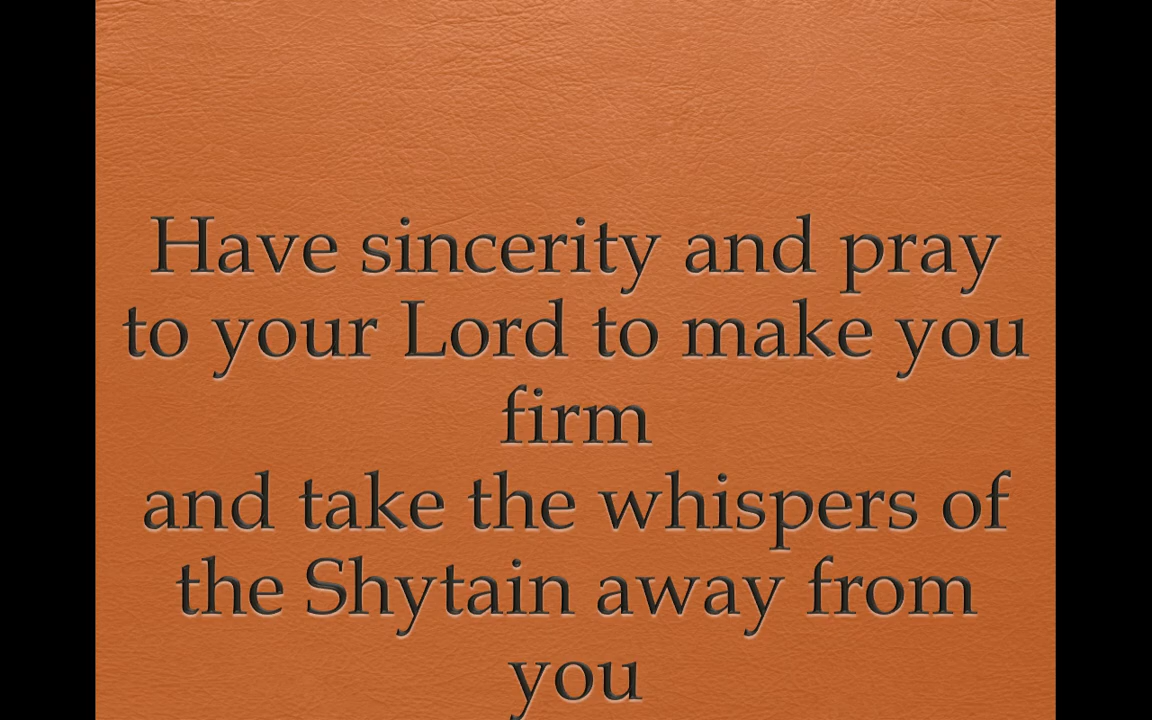 Have sincerity and pray
to your Lord to make you
firm
and take the whispers of
the Shytain away from
you